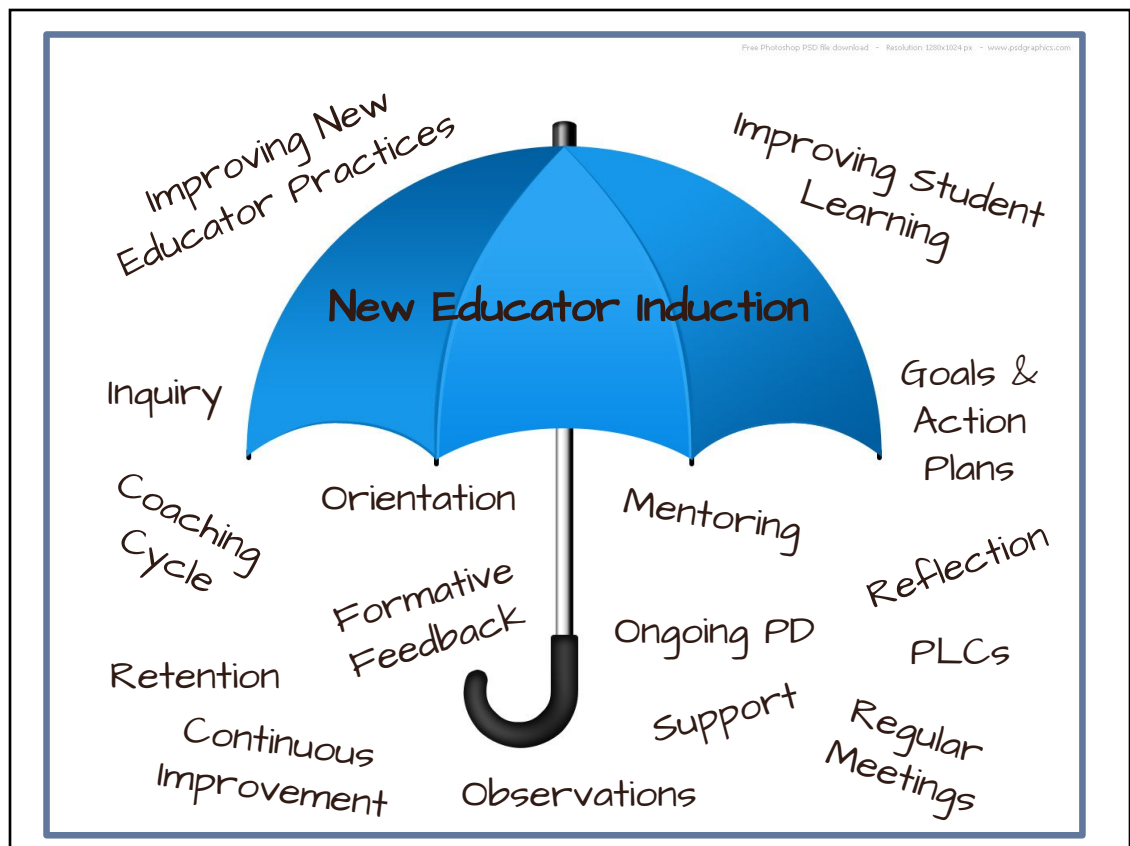 Free Photoshop PSD file download - Resolution 1280x1024 px - www.psdgraphics.com
Improving New
Educator Practices
Improving Student
Learning
New Educator Induction
Inquiry
Goals &
Action
Plans
Coaching
Cycle
Orientation
Mentoring
Reflection
Formative
Feedback
Ongoing PD
PLCs
Retention
Support
Regular
Meetings
Continuous
Improvement
Observations